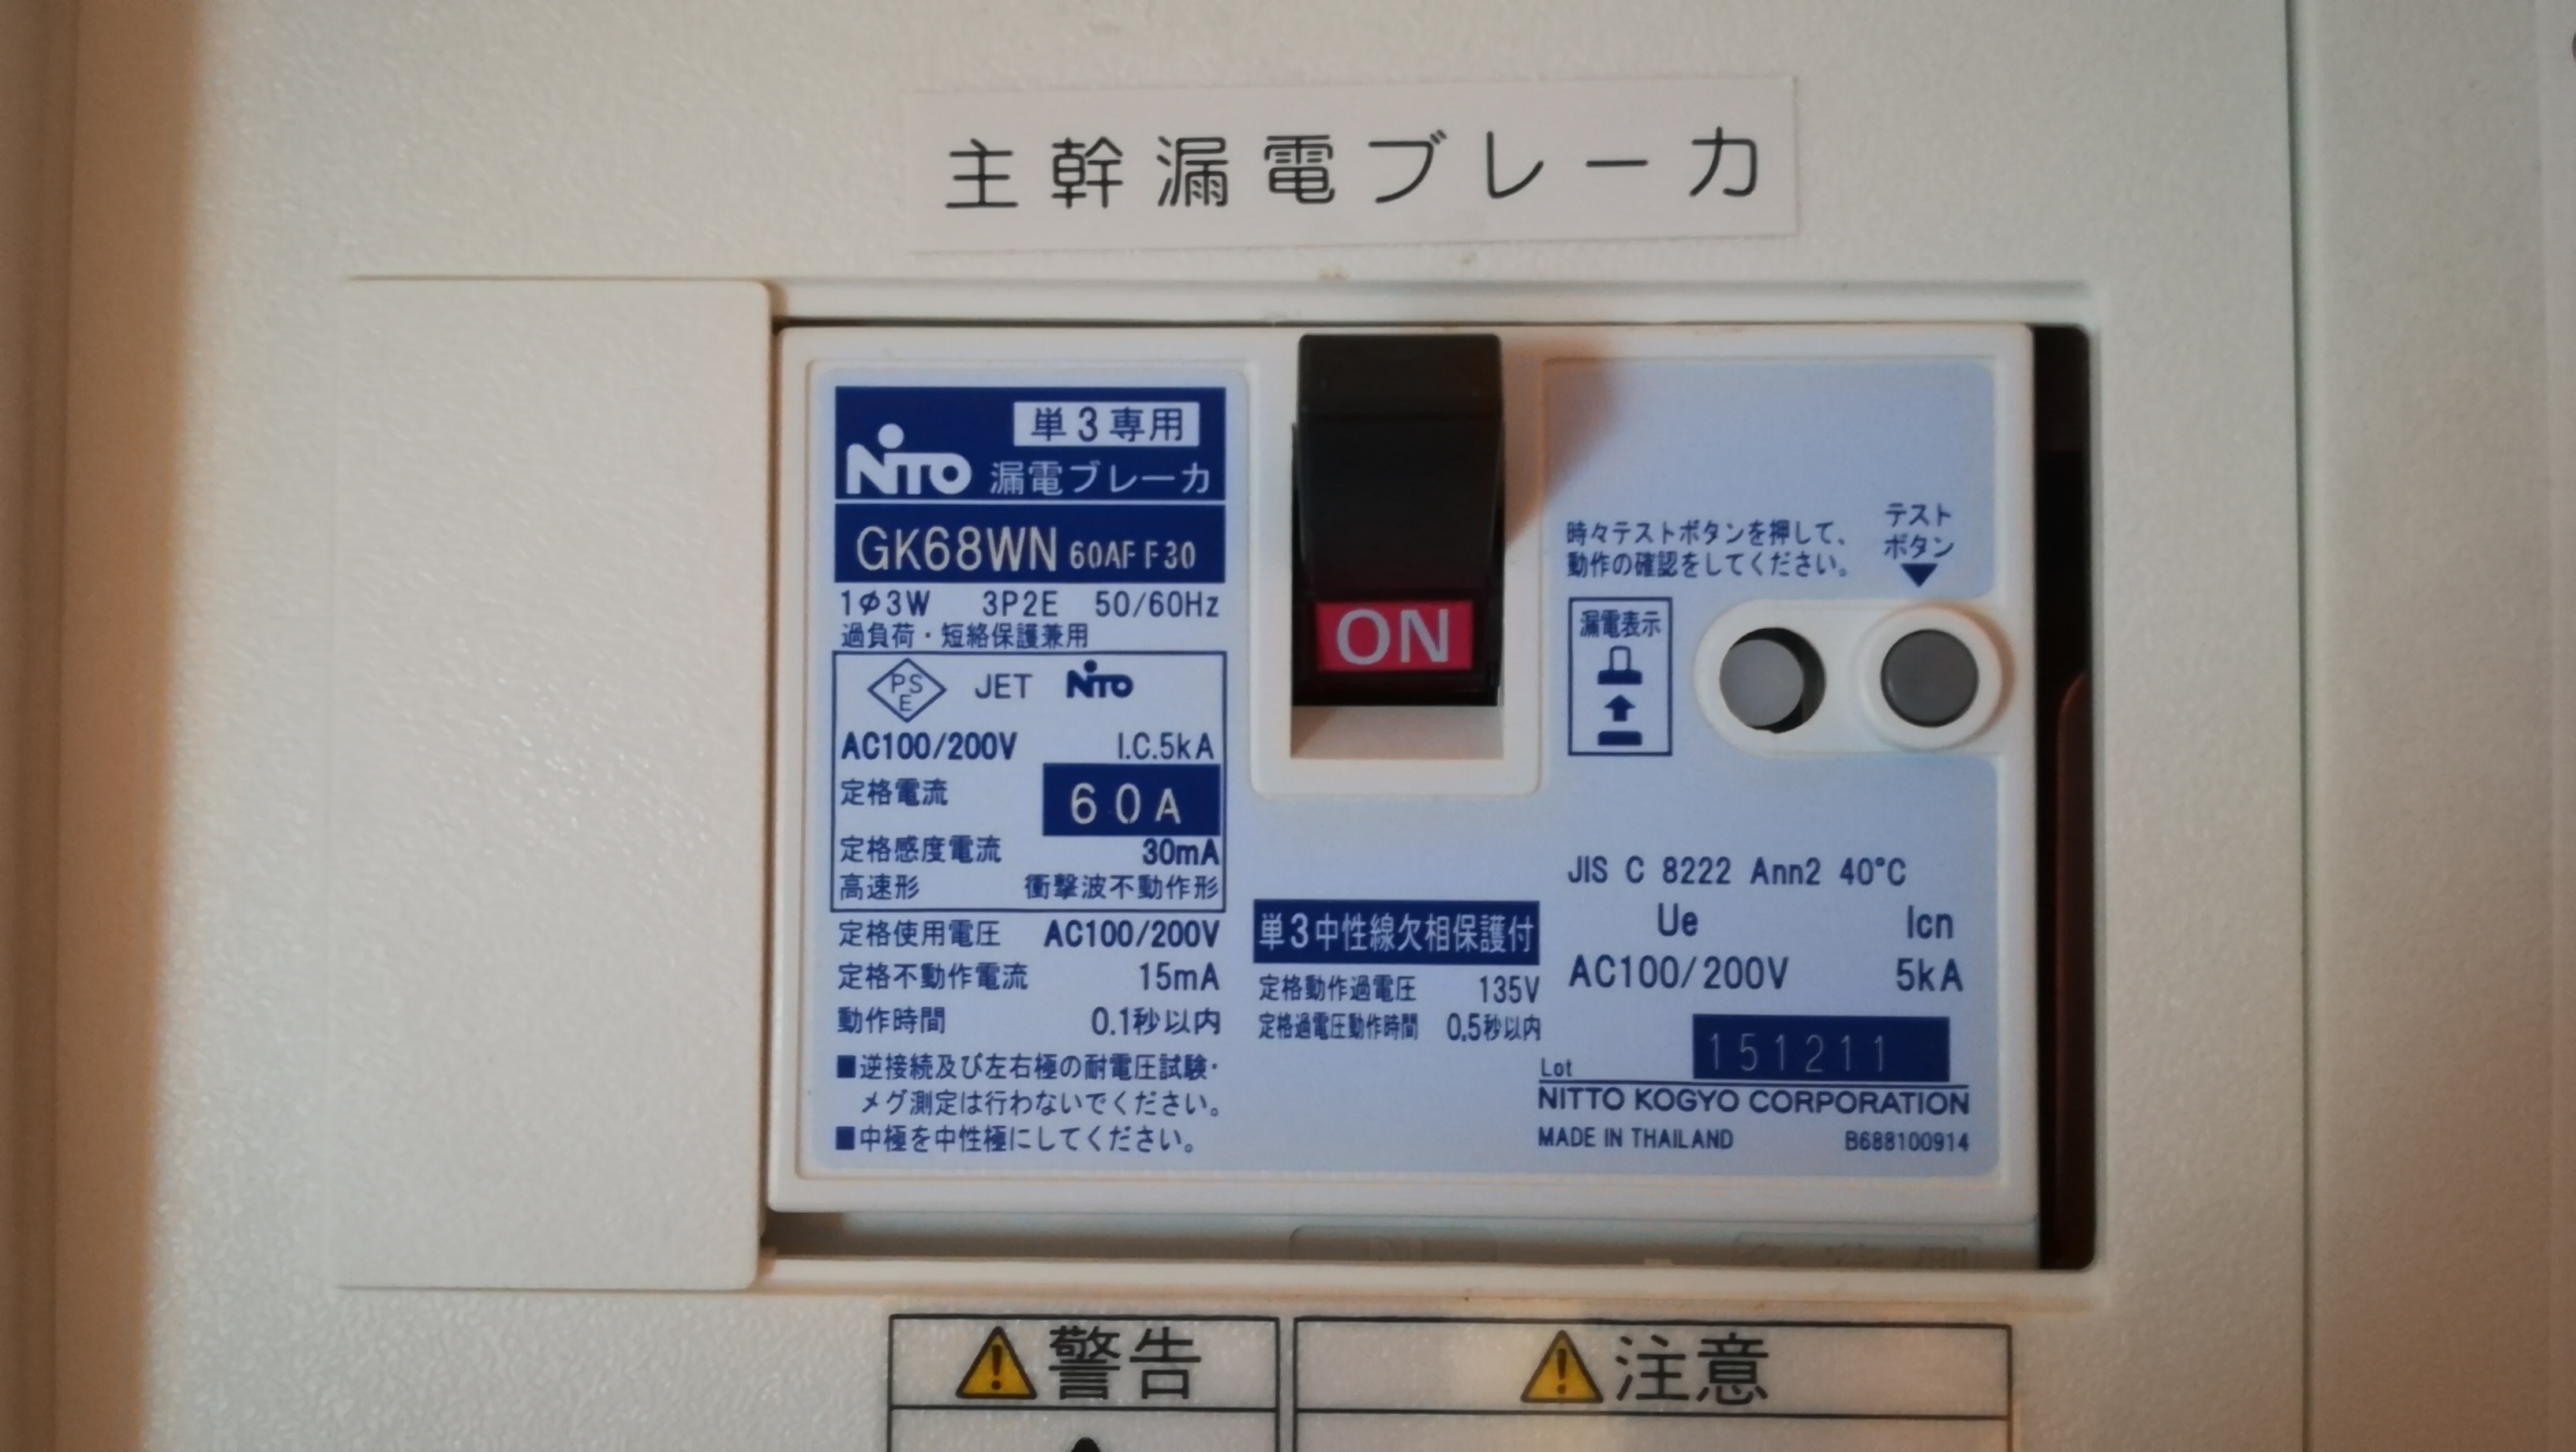 主幹漏電ブレーカ
単3専用
NITO 漏電ブレーカ
GK68WN 60AF F30
1φ3W 3P2E 50/60Hz
過負荷・短絡保護兼用
PSE JET NITO
AC100/200V I.C.5kA
定格電流 60A
定格感度電流 30mA
高速形 衝撃波不動作形
定格使用電圧 AC100/200V
定格不動作電流 15mA
動作時間 0.1秒以内
■逆接続及び左右極の耐電圧試験・
メグ測定は行わないでください。
■中極を中性極にしてください。
ON
単3中性線欠相保護付
定格動作過電圧 135V
定格過電圧動作時間 0.5秒以内
時々テストボタンを押して、
動作の確認をしてください。
テスト
ボタン
漏電表示
JIS C 8222 Ann2 40°C
Ue Icn
AC100/200V 5kA
Lot 151211
NITTO KOGYO CORPORATION
MADE IN THAILAND B688100914
警告
注意